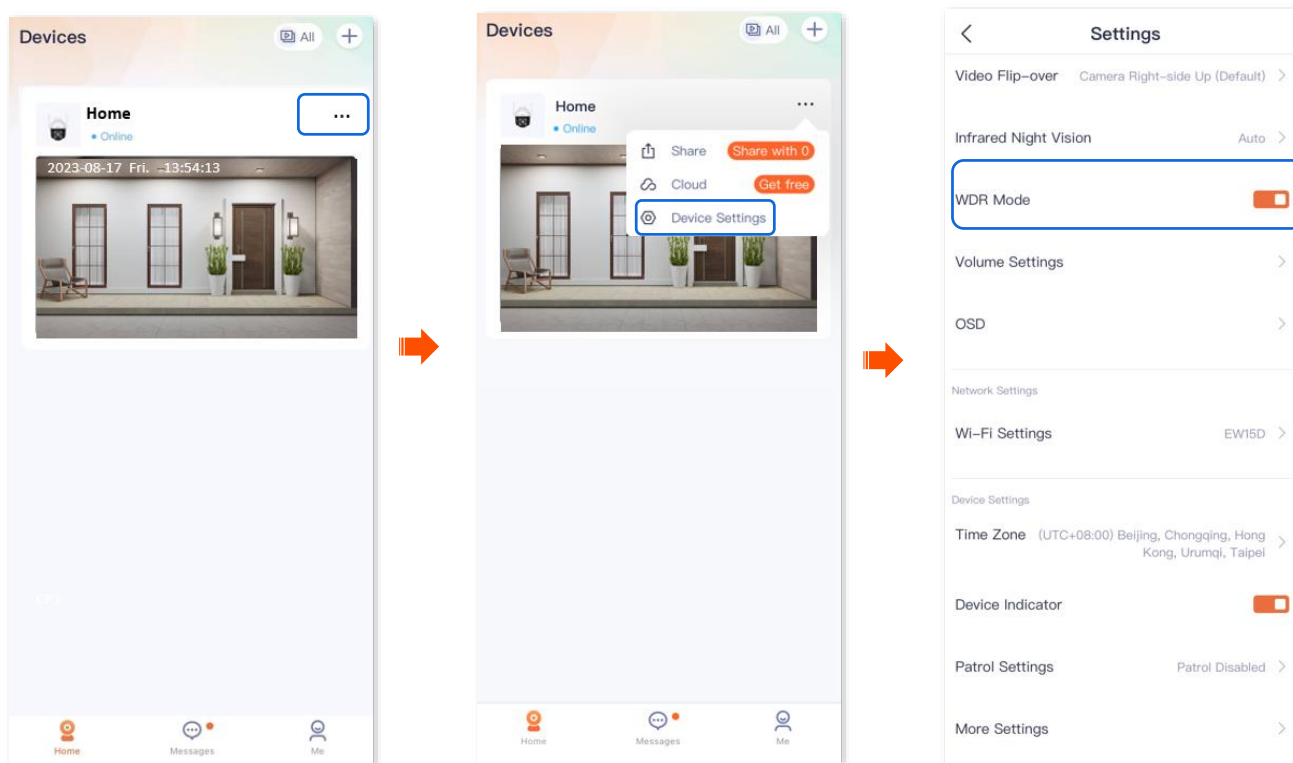 Devices
All
Home
...
• Online
2023-08-17 Fri. 13:54:13
Home
Messages
Me
Devices
All
Home
...
• Online
Share
Share with 0
Cloud
Get free
Device Settings
Home
Messages
Me
Settings
Video Flip-over Camera Right-side Up (Default)
Infrared Night Vision Auto
WDR Mode
Volume Settings
OSD
Network Settings
Wi-Fi Settings EW15D
Device Settings
Time Zone (UTC+08:00) Beijing, Chongqing, Hong
Kong, Urumqi, Taipei
Device Indicator
Patrol Settings Patrol Disabled
More Settings